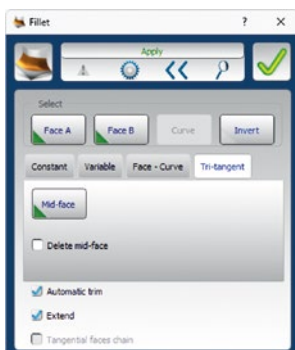 Fillet ? ×
Apply
Select
Face A Face B Curve Invert
Constant Variable Face - Curve Tri-tangent
Mid-face
Delete mid-face
Automatic trim
Extend
Tangential faces chain